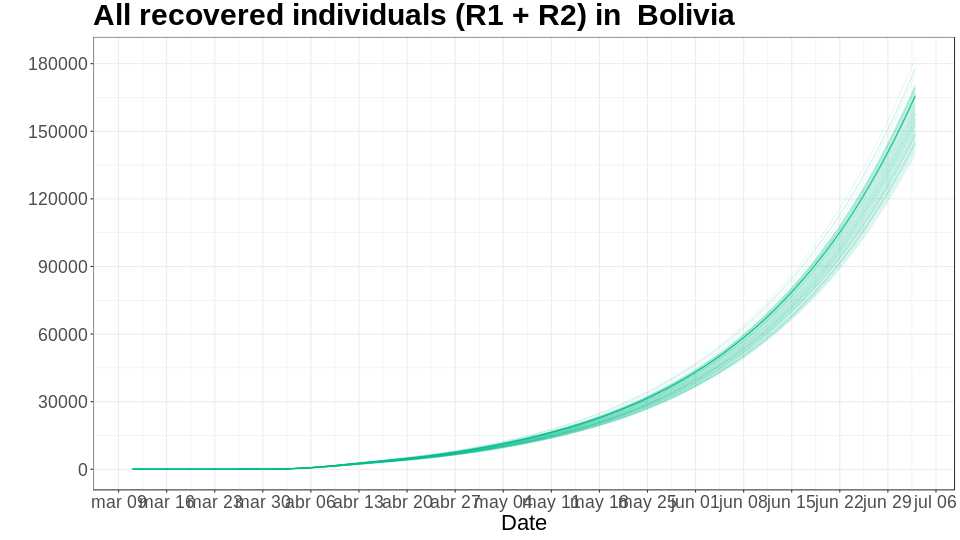 All recovered individuals (R1 + R2) in  Bolivia
180000
150000
120000
90000
60000
30000
0
mar 09 mar 16 mar 23 mar 30 abr 06 abr 13 abr 20 abr 27 may 04 may 11 may 18 may 25 jun 01 jun 08 jun 15 jun 22 jun 29 jul 06
Date